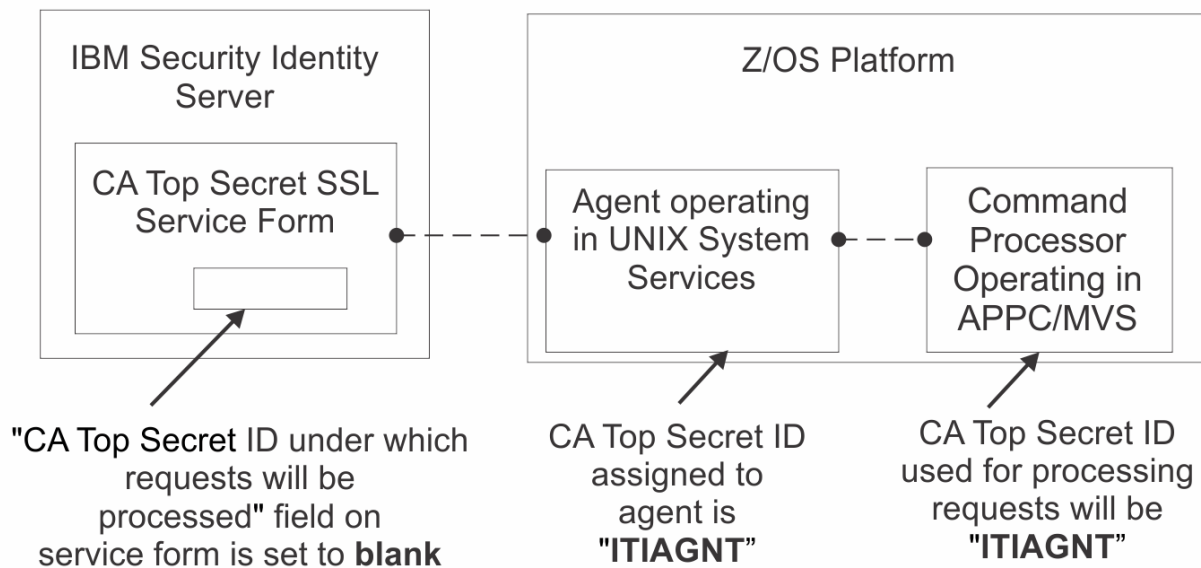 IBM Security Identity
Server
CA Top Secret SSL
Service Form
Z/OS Platform
Agent operating
in UNIX System
Services
Command
Processor
Operating in
APPC/MVS
"CA Top Secret ID under which
requests will be
processed" field on
service form is set to blank
CA Top Secret ID
assigned to
agent is
"ITIAGNT”
CA Top Secret ID
used for processing
requests will be
"ITIAGNT”